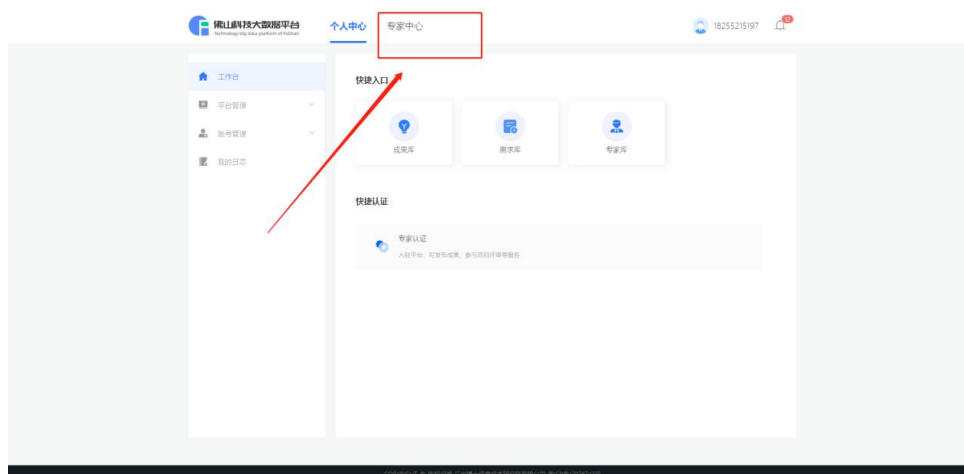 佛山科技大数据平台
个人中心 专家中心 18255215197
工作台
平台管理
账号管理
我的日志
快捷入口
成果库 需求库 专家库
快捷认证
专家认证
入驻平台，可发布成果，参与项目评审等服务